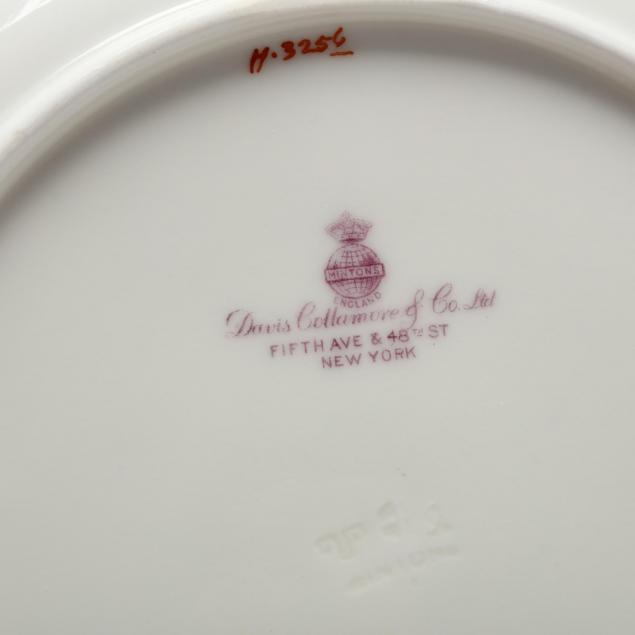 H.3256
MINTONS
ENGLAND
Davis Collamore & Co. Ltd
FIFTH AVE & 48TH ST
NEW YORK